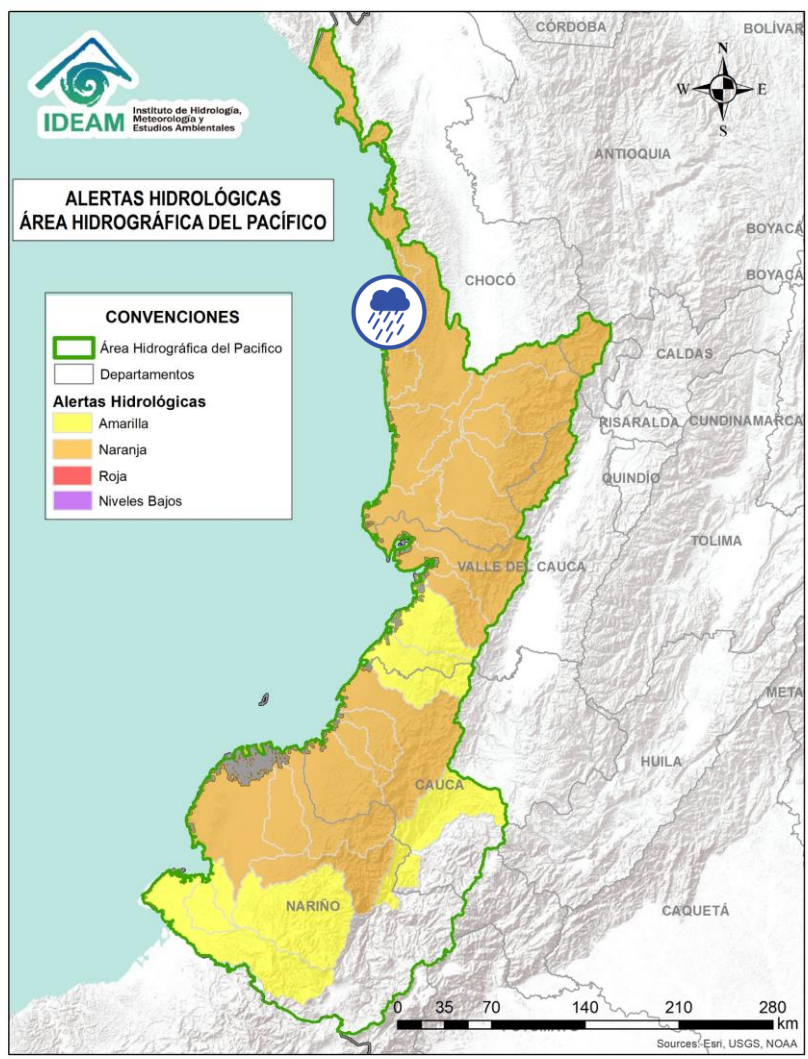 CÓRDOBA
BOLÍVAR
N
W
E
S
IDEAM
Instituto de Hidrología,
Meteorología y
Estudios Ambientales
ANTIOQUIA
ALERTAS HIDROLÓGICAS
ÁREA HIDROGRÁFICA DEL PACÍFICO
BOYACÁ
BOYACÁ
CHOCÓ
CONVENCIONES
Área Hidrográfica del Pacifico
Departamentos
Alertas Hidrológicas
Amarilla
Naranja
Roja
Niveles Bajos
CALDAS
RISARALDA
CUNDINAMARCA
QUINDÍO
TOLIMA
VALLE DEL CAUCA
META
HUILA
CAUCA
NARIÑO
CAQUETÁ
0 35 70 140 210 280
km
Sources: Esri, USGS, NOAA